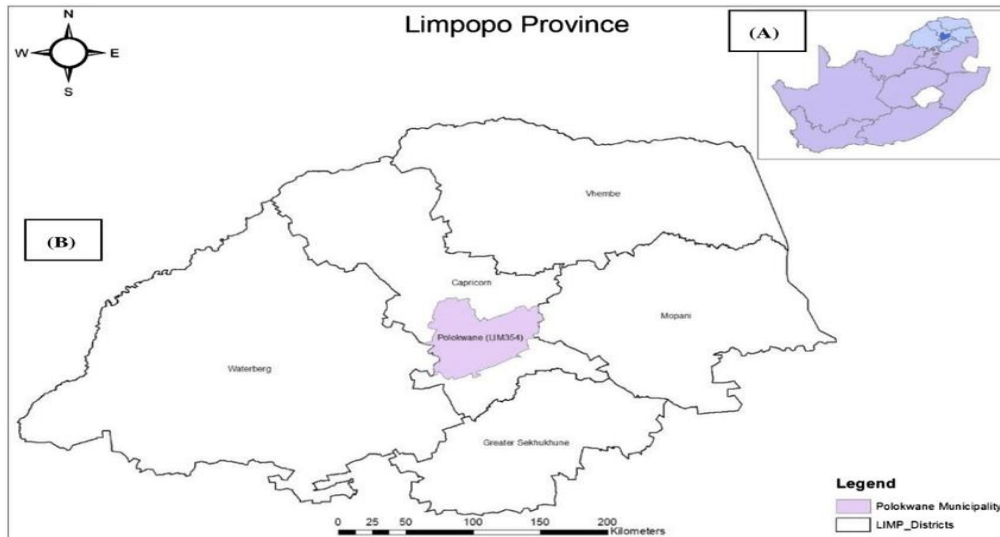 Limpopo Province
(A)
N
W E
S
Vhembe
(B)
Capricorn
Polokwane (LIM354)
Mopani
Waterberg
Greater Sekhukhune
Legend
Polokwane Municipality
LIMP_Districts
0 25 50 100 150 200
Kilometers